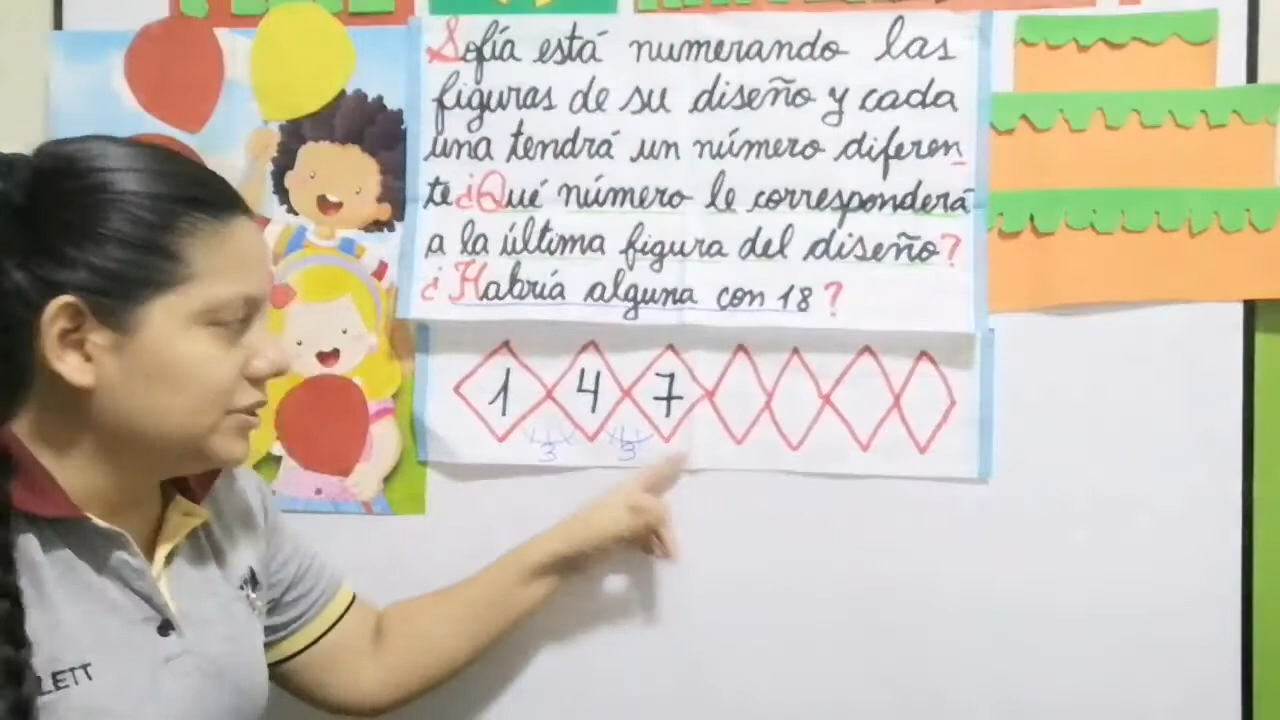 Sofía está numerando las
figuras de su diseño y cada
una tendrá un número diferen_
te ¿Qué número le corresponderá
a la última figura del diseño?
¿Habría alguna con 18?
1 4 7
3 3
LETT